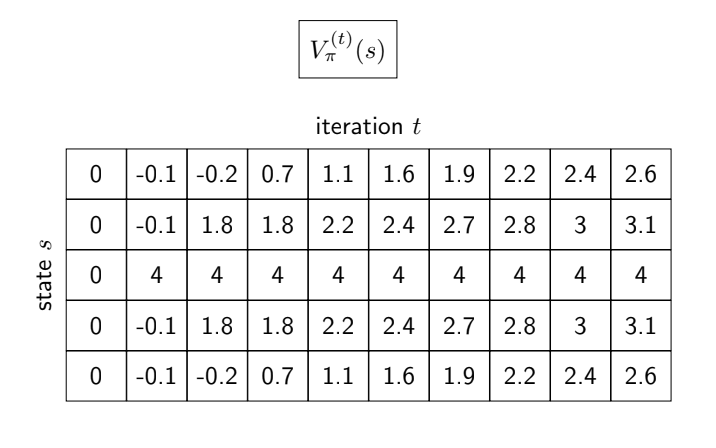 V_π^(t)(s)
iteration t
state s
0 -0.1 -0.2 0.7 1.1 1.6 1.9 2.2 2.4 2.6
0 -0.1 1.8 1.8 2.2 2.4 2.7 2.8 3 3.1
0 4 4 4 4 4 4 4 4 4
0 -0.1 1.8 1.8 2.2 2.4 2.7 2.8 3 3.1
0 -0.1 -0.2 0.7 1.1 1.6 1.9 2.2 2.4 2.6